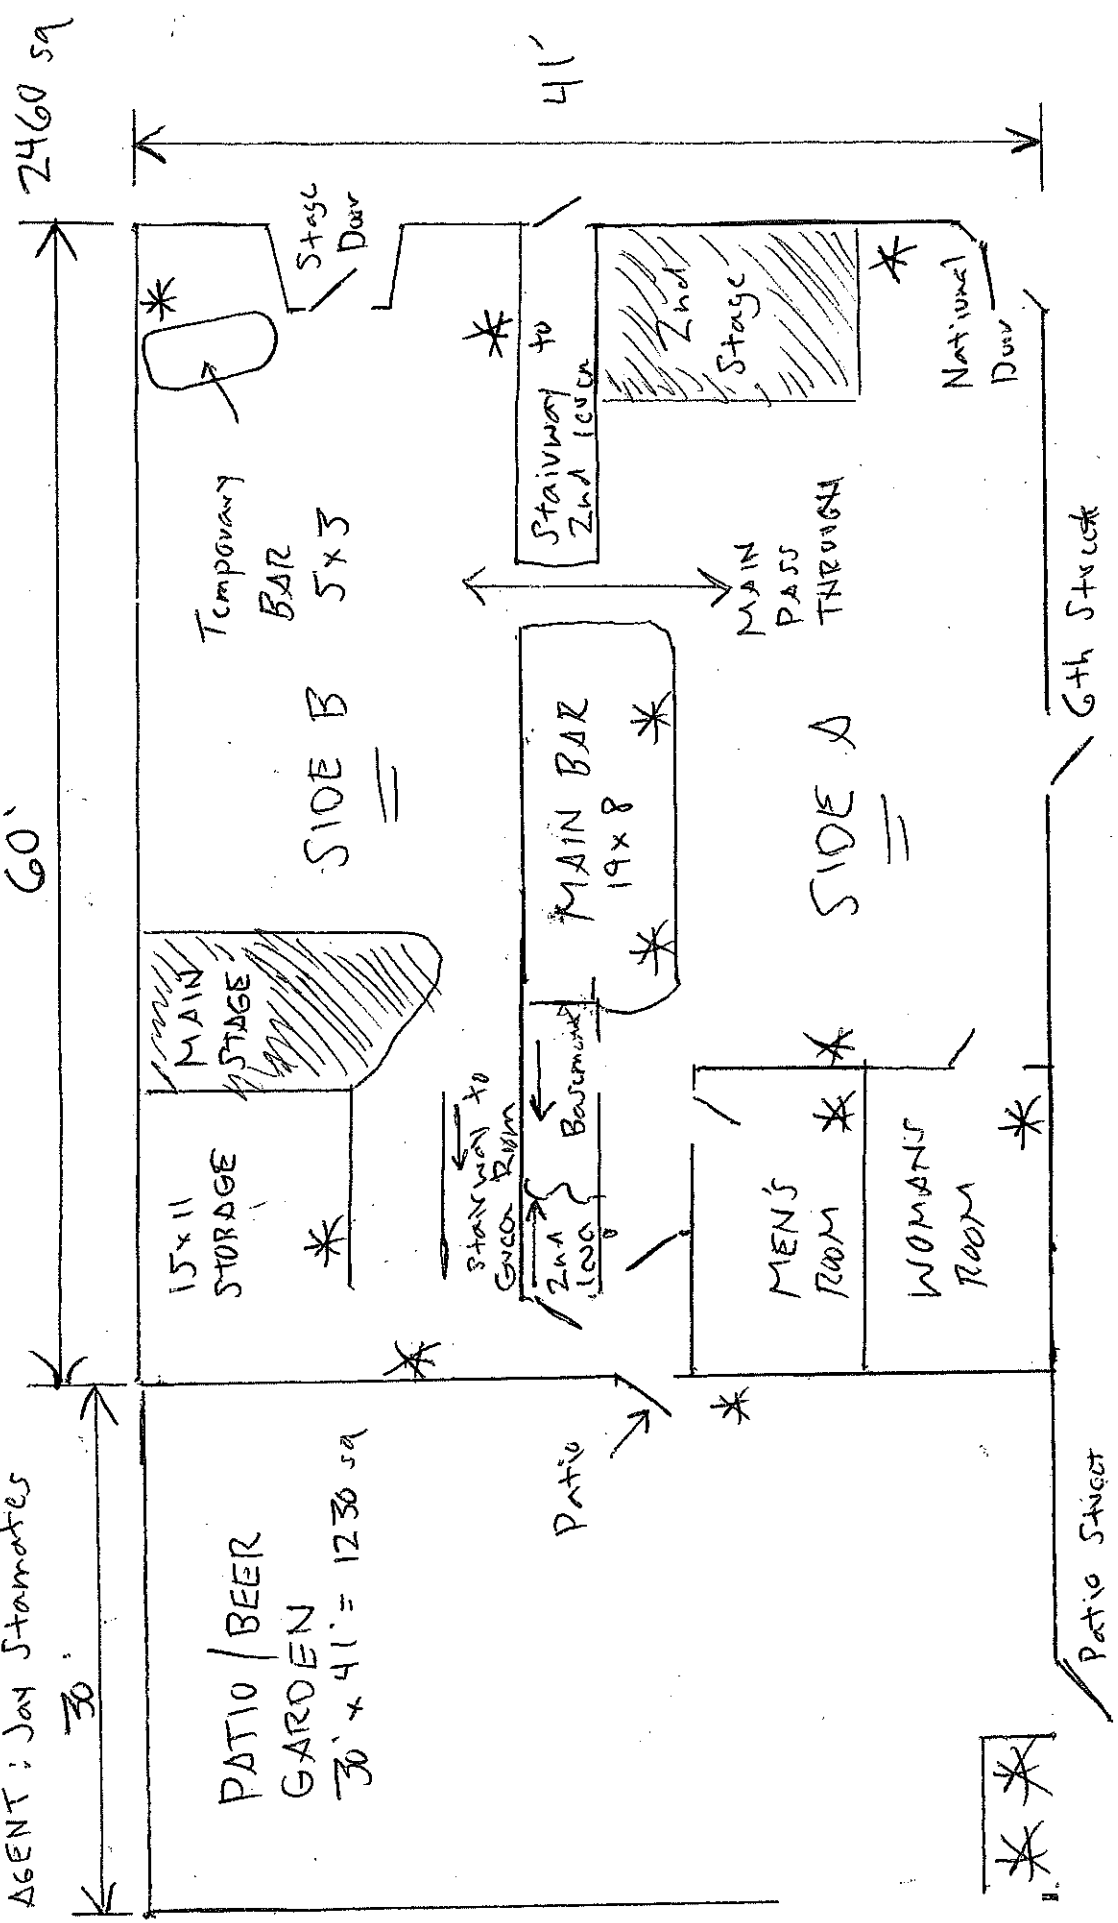 AGENT: Jay Stamates
30'
60'
2460 sq
41'
PATIO/BEER
GARDEN
30' x 41' = 1230 sq
15x11
STORAGE
MAIN
STAGE
SIDE B
Temporary
BAR
5x3
Stage
Door
Stairway to
Green Room
2nd
level
Basement
MAIN BAR
19x8
Stairway to
2nd level
2nd
Stage
MAIN
PASS
THROUGH
Patio
MEN'S
ROOM
WOMAN'S
ROOM
SIDE A
National
Door
Patio Street
6th Street